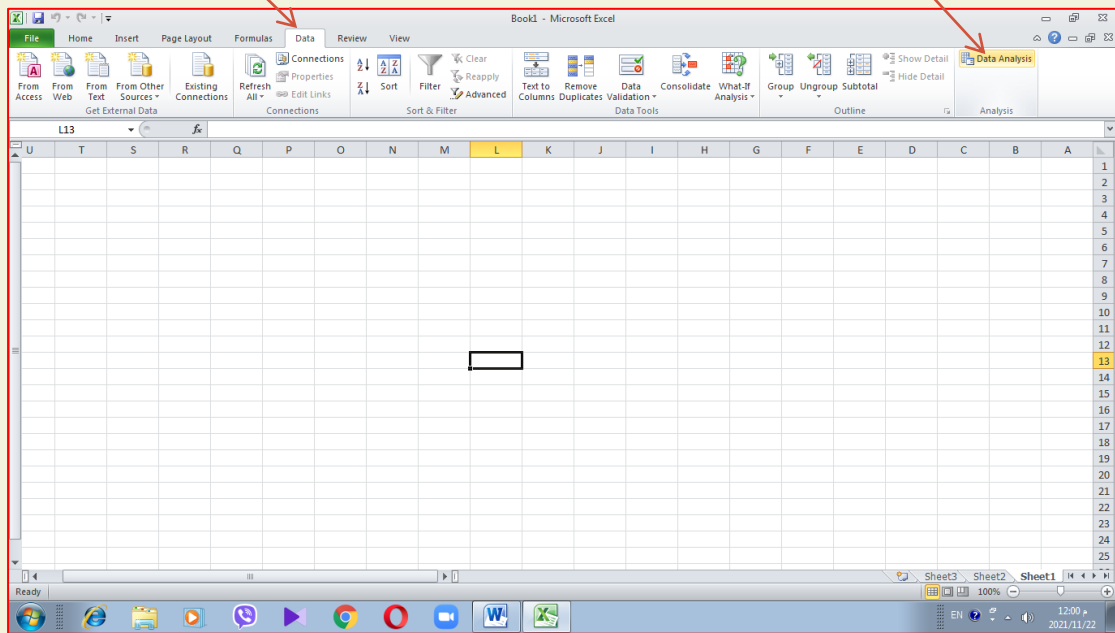 Book1 - Microsoft Excel
File Home Insert Page Layout Formulas Data Review View
From Access
From Web
From Text
From Other Sources
Existing Connections
Get External Data
Refresh All
Connections
Properties
Edit Links
Connections
A Z
Z A
Sort
Filter
Clear
Reapply
Advanced
Sort & Filter
Text to Columns
Remove Duplicates
Data Validation
Consolidate
What-If Analysis
Data Tools
Group
Ungroup
Subtotal
Show Detail
Hide Detail
Outline
Data Analysis
Analysis
L13 fx
U T S R Q P O N M L K J I H G F E D C B A
1
2
3
4
5
6
7
8
9
10
11
12
13
14
15
16
17
18
19
20
21
22
23
24
25
Sheet3 Sheet2 Sheet1
Ready 100%
EN 12:00 م
2021/11/22